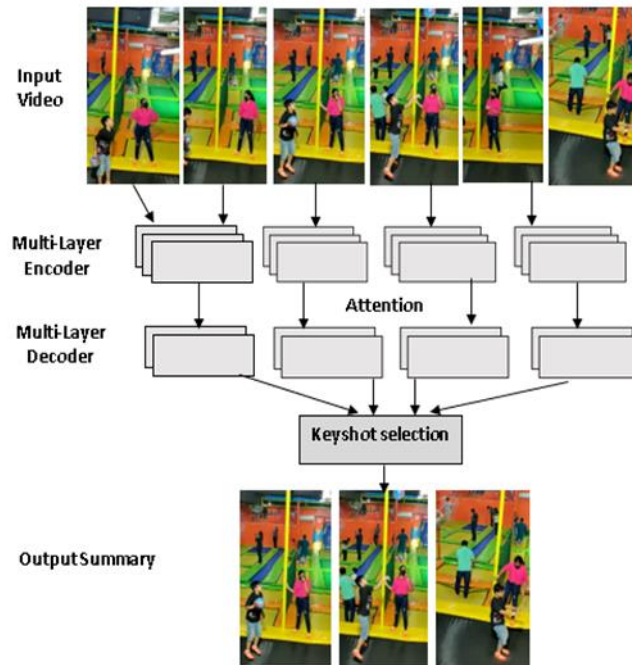 Input
Video
Multi-Layer
Encoder
Attention
Multi-Layer
Decoder
Keyshot selection
Output Summary